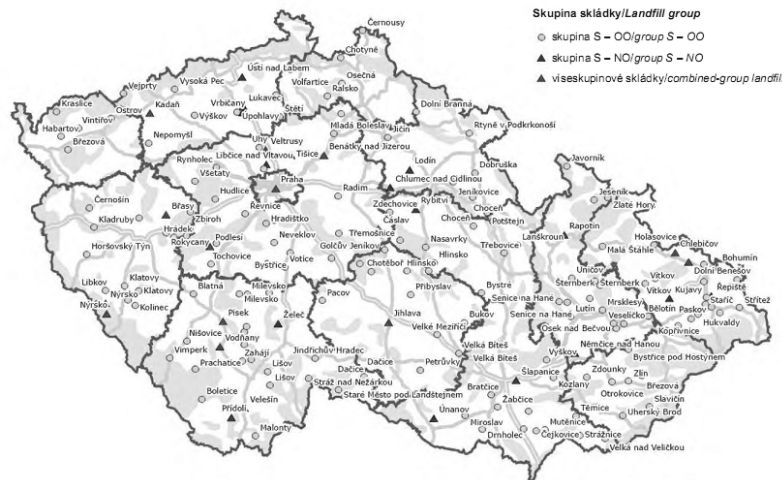 Skupina skládky/Landfill group
skupina S – OO/group S – OO
skupina S – NO/group S – NO
viseskupinové skládky/combined-group landfil
Černousy
Chotyně
Ústí nad Labem
Osečná
Vejprty
Vysoká Pec
Volfartice
Ralsko
Kraslice
Ostrov
Kadaň
Vrbičany
Lukavec
Dolní Branná
Vintířov
Výškov
Úpohlavy
Štětí
Habartov
Mladá Boleslav
Jičín
Rtyně v Podkrkonoší
Březová
Nepomyšl
Uhy
Veltrusy
Benátky nad Jizerou
Rynholec
Libčice nad Vltavou
Tišice
Lodín
Dobruška
Javorník
Všetaty
Praha
Chlumec nad Cidlinou
Jeníkovice
Jeseník
Hudlice
Radim
Rybitví
Zlaté Hory
Černošín
Břasy
Řevnice
Zdechovice
Choceň
Choceň
Potštejn
Kladruby
Zbiroh
Hradištko
Čáslav
Lanškroun
Rapotín
Holasovice
Hrádek
Třemošnice
Nasavrky
Třebovice
Malá Štáhle
Chlebičov
Horšovský Týn
Rokycany
Podlesí
Neveklov
Golčův Jeníkov
Hlinsko
Bohumín
Tochovice
Bystřice
Votice
Chotěboř
Hlinsko
Uničov
Vítkov
Dolní Benešov
Libkov
Klatovy
Blatná
Milevsko
Přibyslav
Bystré
Šternberk
Šternberk
Vítkov
Kujavy
Řepiště
Nýrsko
Klatovy
Milevsko
Pacov
Senice na Hané
Mrsklesy
Bělotín
Paskov
Staříč
Střítež
Nýrsko
Kolinec
Písek
Želeč
Jihlava
Bukov
Senice na Hané
Lutín
Veselíčko
Hukvaldy
Nišovice
Vodňany
Velké Meziříčí
Osek nad Bečvou
Kopřivnice
Vimperk
Zahájí
Jindřichův Hradec
Velká Bíteš
Němčice nad Hanou
Prachatice
Lišov
Dačice
Petrůvky
Velká Bíteš
Vyškov
Bystřice pod Hostýnem
Lišov
Dačice
Šlapanice
Zdounky
Zlín
Boletice
Stráž nad Nežárkou
Bratčice
Kozlany
Březová
Velešín
Staré Město pod Landštejnem
Žabčice
Otrokovice
Slavičín
Přídolí
Únanov
Těmice
Uherský Brod
Miroslav
Mutěnice
Malonty
Drnholec
Čejkovice
Strážnice
Velká nad Veličkou